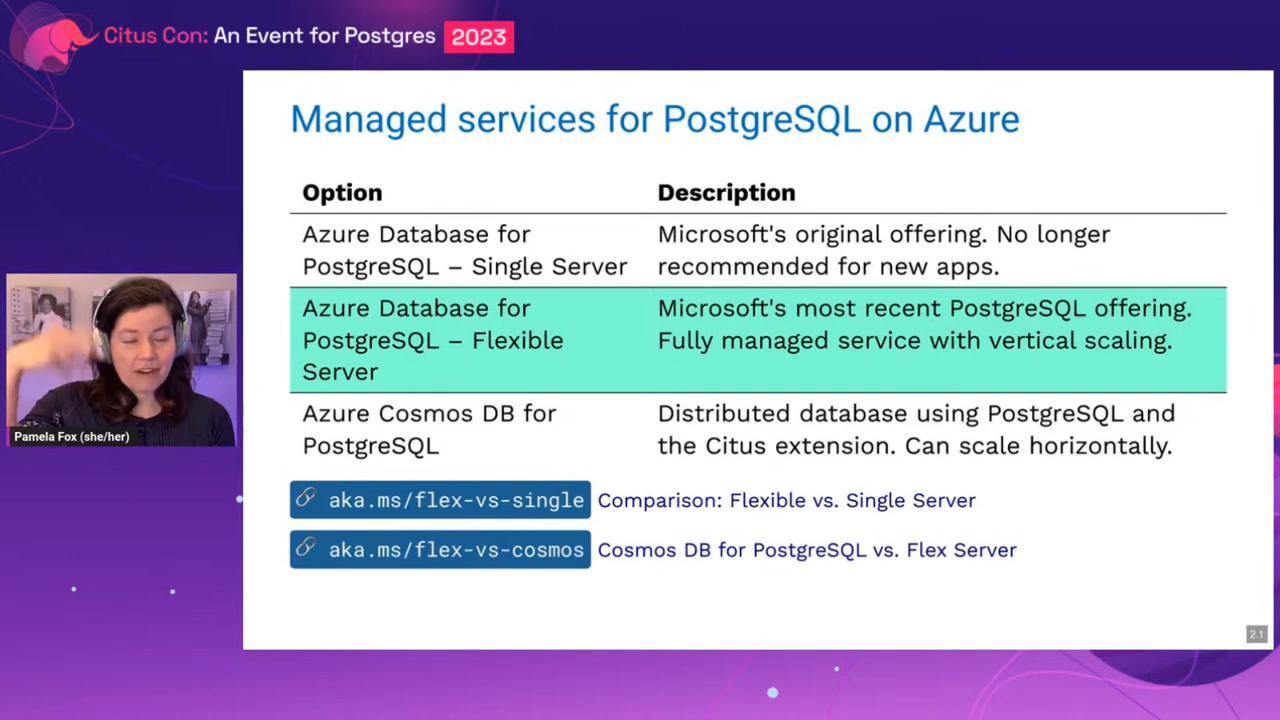 Citus Con: An Event for Postgres 2023
Managed services for PostgreSQL on Azure
Option Description
Azure Database for
PostgreSQL – Single Server
Microsoft's original offering. No longer
recommended for new apps.
Azure Database for
PostgreSQL – Flexible
Server
Microsoft's most recent PostgreSQL offering.
Fully managed service with vertical scaling.
Azure Cosmos DB for
PostgreSQL
Distributed database using PostgreSQL and
the Citus extension. Can scale horizontally.
aka.ms/flex-vs-single Comparison: Flexible vs. Single Server
aka.ms/flex-vs-cosmos Cosmos DB for PostgreSQL vs. Flex Server
Pamela Fox (she/her)
2.1